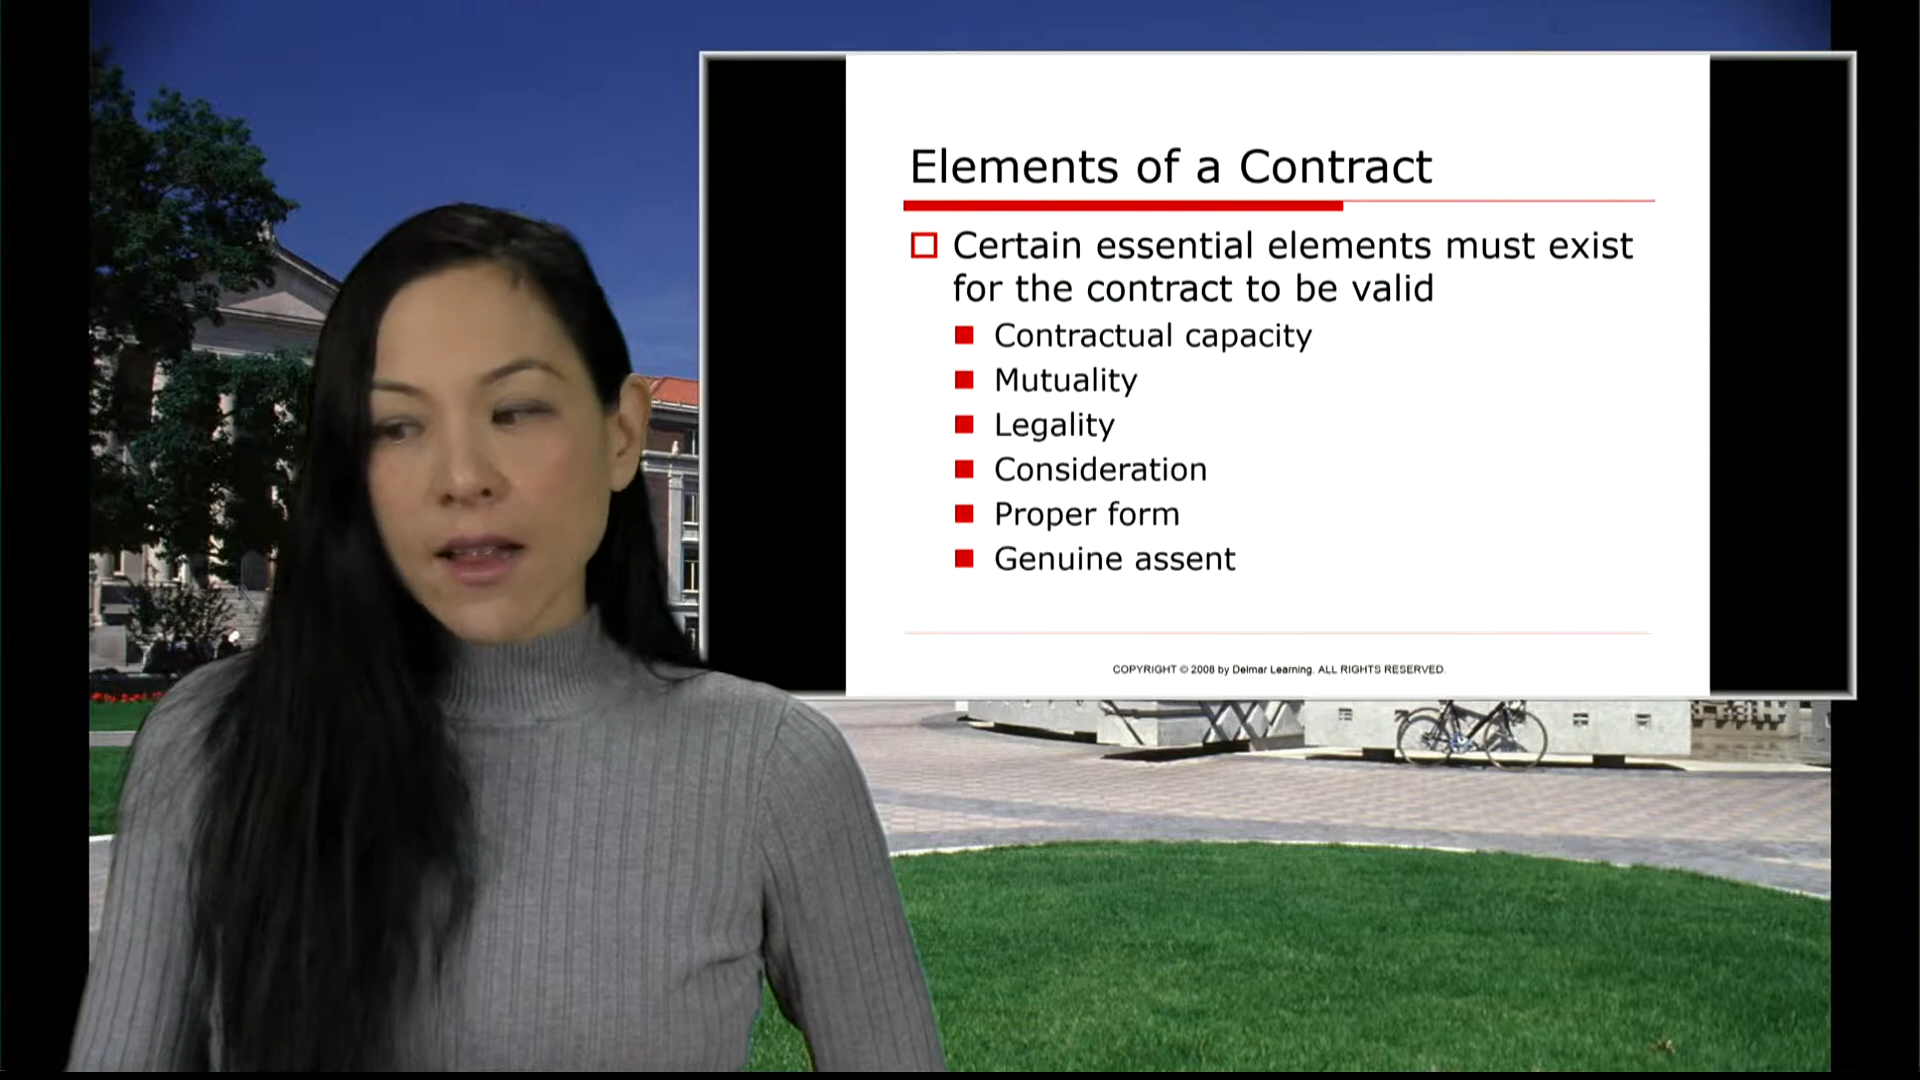 Elements of a Contract
Certain essential elements must exist
for the contract to be valid
Contractual capacity
Mutuality
Legality
Consideration
Proper form
Genuine assent
COPYRIGHT © 2008 by Delmar Learning. ALL RIGHTS RESERVED.